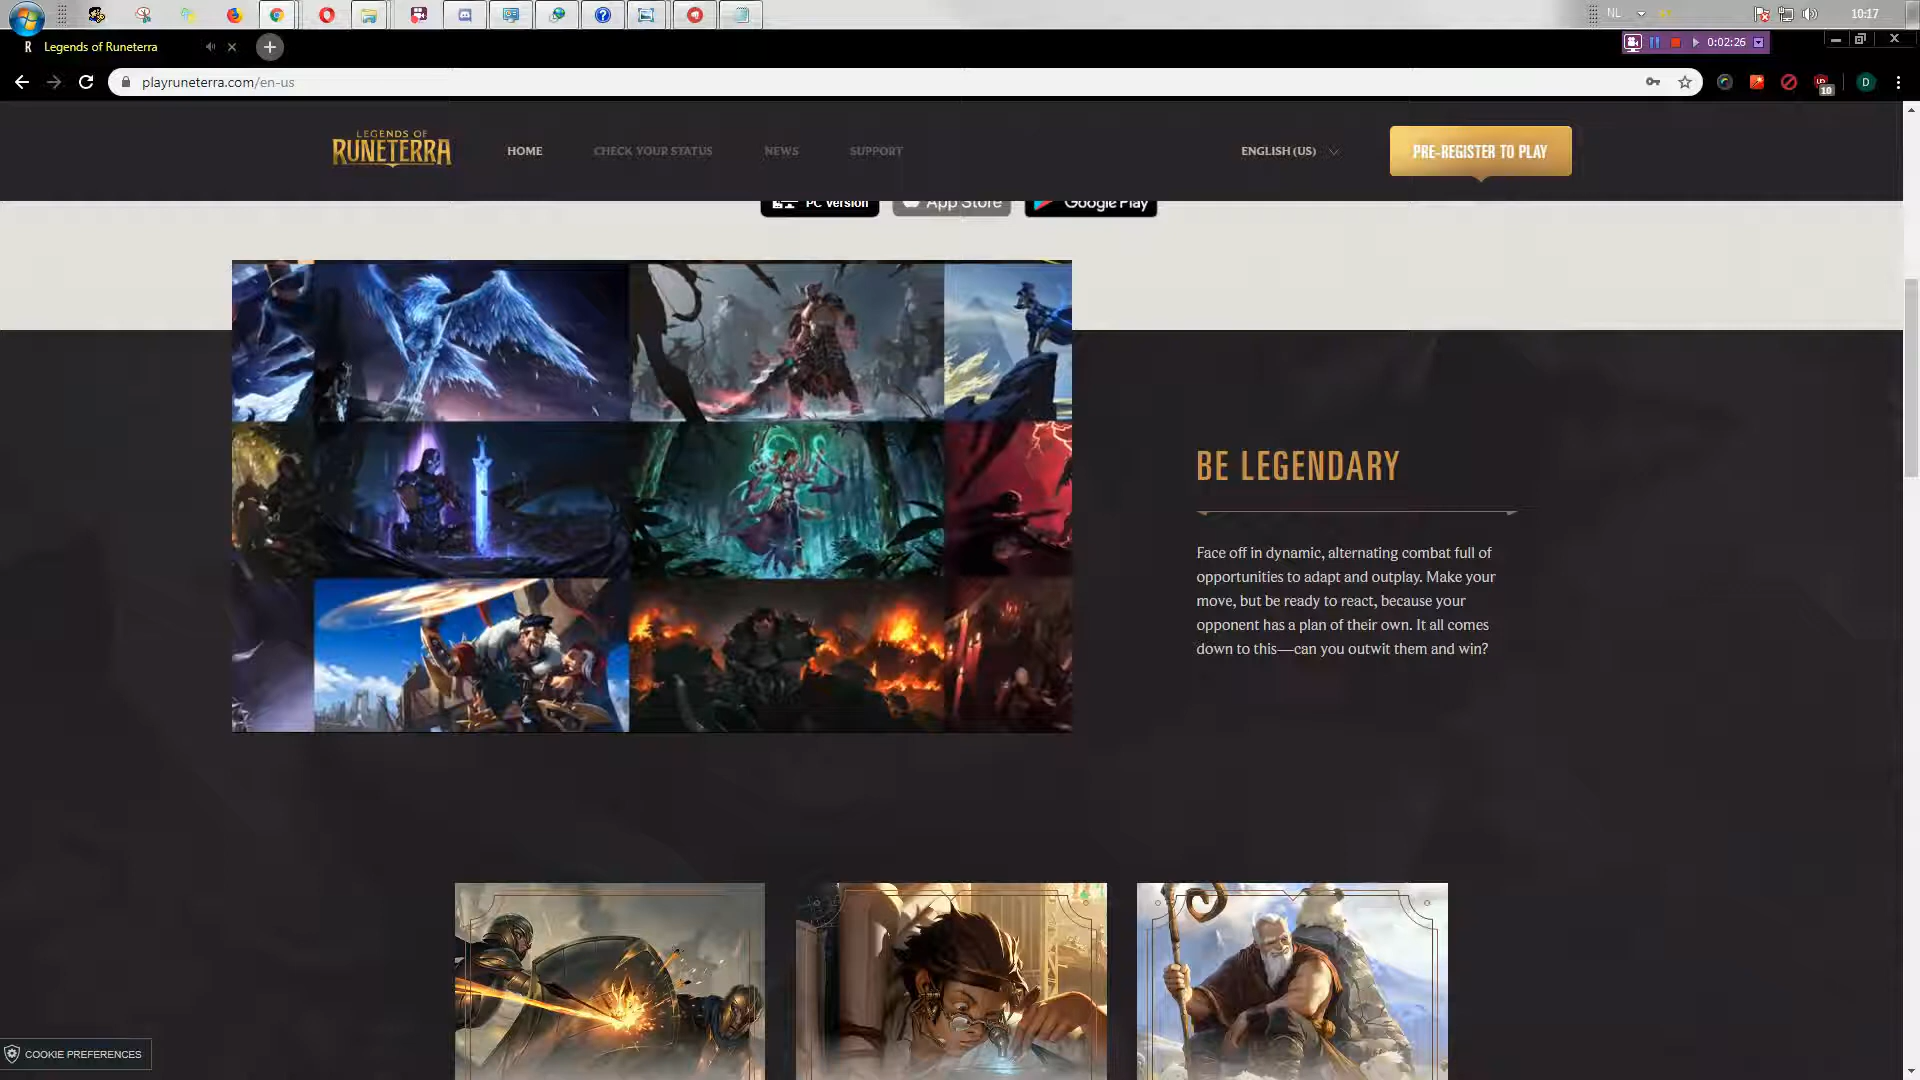 NL
10:17
R Legends of Runeterra
0:02:26
playruneterra.com/en-us
10
D
LEGENDS OF
RUNETERRA
HOME
CHECK YOUR STATUS
NEWS
SUPPORT
ENGLISH (US)
PRE-REGISTER TO PLAY
PC Version
App Store
Google Play
BE LEGENDARY
Face off in dynamic, alternating combat full of
opportunities to adapt and outplay. Make your
move, but be ready to react, because your
opponent has a plan of their own. It all comes
down to this—can you outwit them and win?
COOKIE PREFERENCES